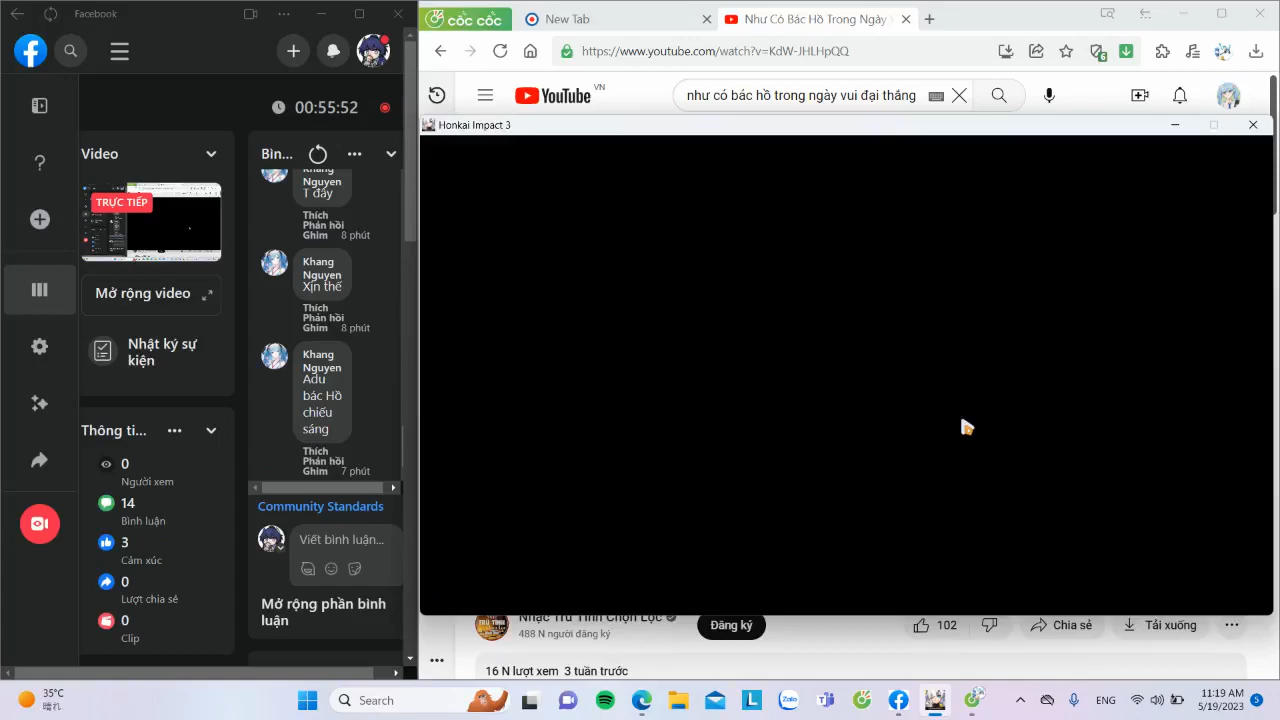 Facebook
00:55:52
Video
TRỰC TIẾP
Mở rộng video
Nhật ký sự
kiện
Thông ti...
0
Người xem
14
Bình luận
3
Cảm xúc
0
Lượt chia sẻ
0
Clip
Bìn...
Khang
Nguyen
T đây
Thích
Phản hồi
Ghim 8 phút
Khang
Nguyen
Xịn thế
Thích
Phản hồi
Ghim 8 phút
Khang
Nguyen
Adu
bác Hồ
chiếu
sáng
Thích
Phản hồi
Ghim 7 phút
Community Standards
Viết bình luận...
Mở rộng phần bình
luận
cốc cốc
New Tab
Như Có Bác Hồ Trong Ngày
https://www.youtube.com/watch?v=KdW-JHLHpQQ
6
YouTube VN
như có bác hồ trong ngày vui đại thắng
Honkai Impact 3
Nhạc Trữ Tình Chọn Lọc
488 N người đăng ký
Đăng ký
102
Chia sẻ
Tải xuống
16 N lượt xem 3 tuần trước
35°C
晴れ
Search
Zalo
ENG
11:19 AM
5/19/2023
5